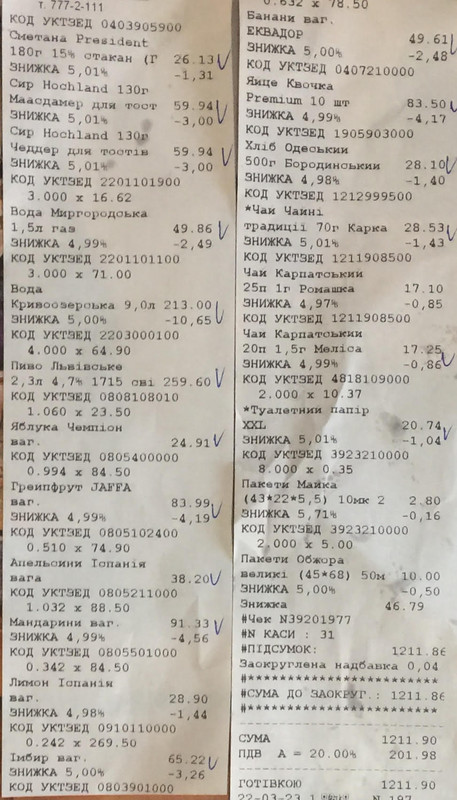 т. 777-2-111
КОД УКТЗЕД 0403905900
Сметана President
180г 15% стакан (Г 26.13
ЗНИЖКА 5,01% -1,31
Сир Hochland 130г
Маасдамер для тост 59.94
ЗНИЖКА 5,01% -3,00
Сир Hochland 130г
Чеддер для тостів 59.94
ЗНИЖКА 5,01% -3,00
КОД УКТЗЕД 2201101900
3.000 x 16.62
Вода Миргородська
1,5л газ 49.86
ЗНИЖКА 4,99% -2,49
КОД УКТЗЕД 2201101100
3.000 x 71.00
Вода
Кривоозерська 9,0л 213.00
ЗНИЖКА 5,00% -10,65
КОД УКТЗЕД 2203000100
4.000 x 64.90
Пиво Львівське
2,3л 4,7% 1715 сві 259.60
КОД УКТЗЕД 0808108010
1.060 x 23.50
Яблука Чемпіон
ваг. 24.91
КОД УКТЗЕД 0805400000
0.994 x 84.50
Грейпфрут JAFFA
ваг. 83.99
ЗНИЖКА 4,99% -4,19
КОД УКТЗЕД 0805102400
0.510 x 74.90
Апельсини Іспанія
вага 38.20
КОД УКТЗЕД 0805211000
1.032 x 88.50
Мандарини ваг. 91.33
ЗНИЖКА 4,99% -4,56
КОД УКТЗЕД 0805501000
0.342 x 84.50
Лимон Іспанія
ваг. 28.90
ЗНИЖКА 4,98% -1,44
КОД УКТЗЕД 0910110000
0.242 x 269.50
Імбир ваг. 65.22
ЗНИЖКА 5,00% -3,26
КОД УКТЗЕД 0803901000
0.632 x 78.50
Банани ваг.
ЕКВАДОР 49.61
ЗНИЖКА 5,00% -2,48
КОД УКТЗЕД 0407210000
Яйце Квочка
Premium 10 шт 83.50
ЗНИЖКА 4,99% -4,17
КОД УКТЗЕД 1905903000
Хліб Одеський
500г Бородинський 28.10
ЗНИЖКА 4,98% -1,40
КОД УКТЗЕД 1212999500
*Чай Чайні
традиції 70г Карка 28.53
ЗНИЖКА 5,01% -1,43
КОД УКТЗЕД 1211908500
Чай Карпатський
25п 1г Ромашка 17.10
ЗНИЖКА 4,97% -0,85
КОД УКТЗЕД 1211908500
Чай Карпатський
20п 1,5г Меліса 17.25
ЗНИЖКА 4,99% -0,86
КОД УКТЗЕД 4818109000
2.000 x 10.37
*Туалетний папір
XXL 20.74
ЗНИЖКА 5,01% -1,04
КОД УКТЗЕД 3923210000
8.000 x 0.35
Пакети Майка
(43*22*5,5) 10мк 2 2.80
ЗНИЖКА 5,71% -0,16
КОД УКТЗЕД 3923210000
2.000 x 5.00
Пакети Обжора
великі (45*68) 50м 10.00
ЗНИЖКА 5,00% -0,50
Знижка 46.79
#Чек N39201977
#N КАСИ : 31
#ПІДСУМОК: 1211.86
Заокруглена надбавка 0,04
#************************
#СУМА ДО ЗАОКРУГ.: 1211.86
#************************
СУМА 1211.90
ПДВ А = 20.00% 201.98
ГОТІВКОЮ 1211.90
22-03-23